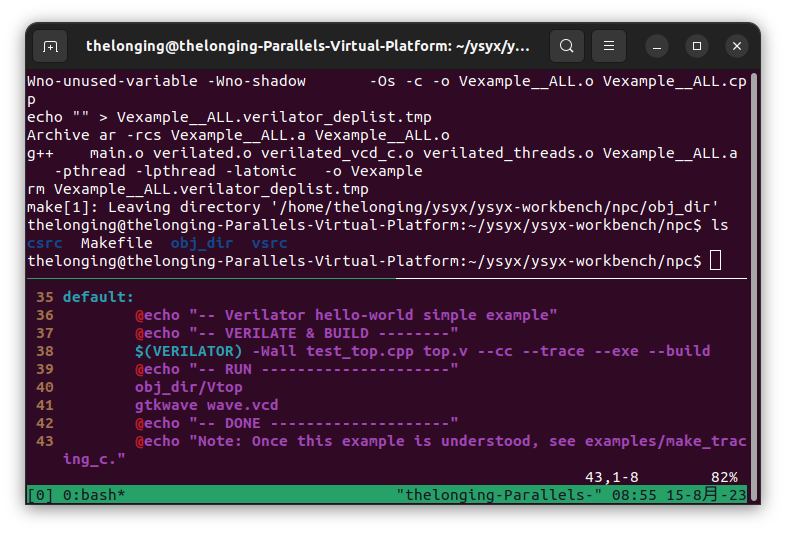 thelonging@thelonging-Parallels-Virtual-Platform: ~/ysyx/y...
Wno-unused-variable -Wno-shadow       -Os -c -o Vexample__ALL.o Vexample__ALL.cp
p
echo "" > Vexample__ALL.verilator_deplist.tmp
Archive ar -rcs Vexample__ALL.a Vexample__ALL.o
g++    main.o verilated.o verilated_vcd_c.o verilated_threads.o Vexample__ALL.a
   -pthread -lpthread -latomic   -o Vexample
rm Vexample__ALL.verilator_deplist.tmp
make[1]: Leaving directory '/home/thelonging/ysyx/ysyx-workbench/npc/obj_dir'
thelonging@thelonging-Parallels-Virtual-Platform:~/ysyx/ysyx-workbench/npc$ ls
csrc  Makefile  obj_dir  vsrc
thelonging@thelonging-Parallels-Virtual-Platform:~/ysyx/ysyx-workbench/npc$
35 default:
36         @echo "-- Verilator hello-world simple example"
37         @echo "-- VERILATE & BUILD --------"
38         $(VERILATOR) -Wall test_top.cpp top.v --cc --trace --exe --build
39         @echo "-- RUN ---------------------"
40         obj_dir/Vtop
41         gtkwave wave.vcd
42         @echo "-- DONE --------------------"
43         @echo "Note: Once this example is understood, see examples/make_trac
ing_c."
43,1-8        82%
[0] 0:bash*                              "thelonging-Parallels-" 08:55 15-8月-23